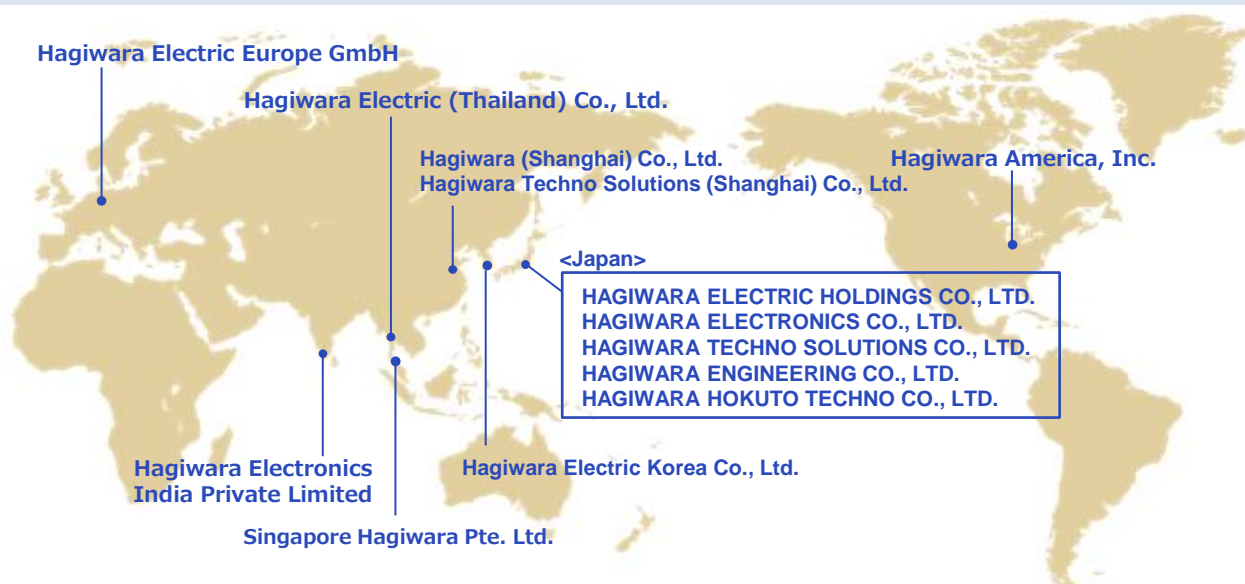 Hagiwara Electric Europe GmbH
Hagiwara Electric (Thailand) Co., Ltd.
Hagiwara (Shanghai) Co., Ltd.
Hagiwara Techno Solutions (Shanghai) Co., Ltd.
Hagiwara America, Inc.
<Japan>
HAGIWARA ELECTRIC HOLDINGS CO., LTD.
HAGIWARA ELECTRONICS CO., LTD.
HAGIWARA TECHNO SOLUTIONS CO., LTD.
HAGIWARA ENGINEERING CO., LTD.
HAGIWARA HOKUTO TECHNO CO., LTD.
Hagiwara Electronics
India Private Limited
Hagiwara Electric Korea Co., Ltd.
Singapore Hagiwara Pte. Ltd.